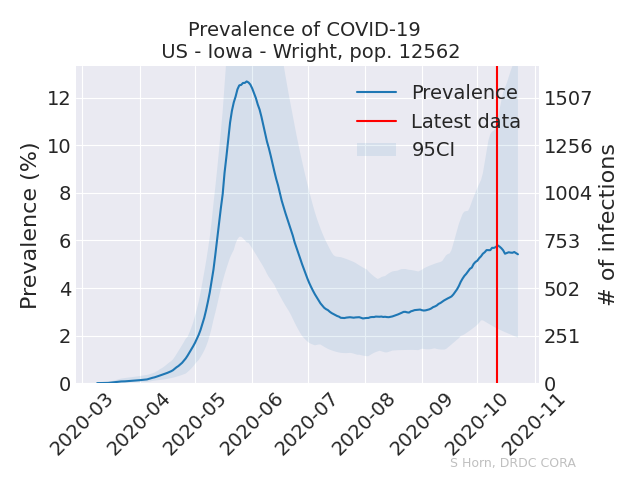 Prevalence of COVID-19
US - Iowa - Wright, pop. 12562
Prevalence (%)
12
10
8
6
4
2
0
Prevalence
Latest data
95CI
1507
1256
1004
753
502
251
0
# of infections
2020-03
2020-04
2020-05
2020-06
2020-07
2020-08
2020-09
2020-10
2020-11
S Horn, DRDC CORA